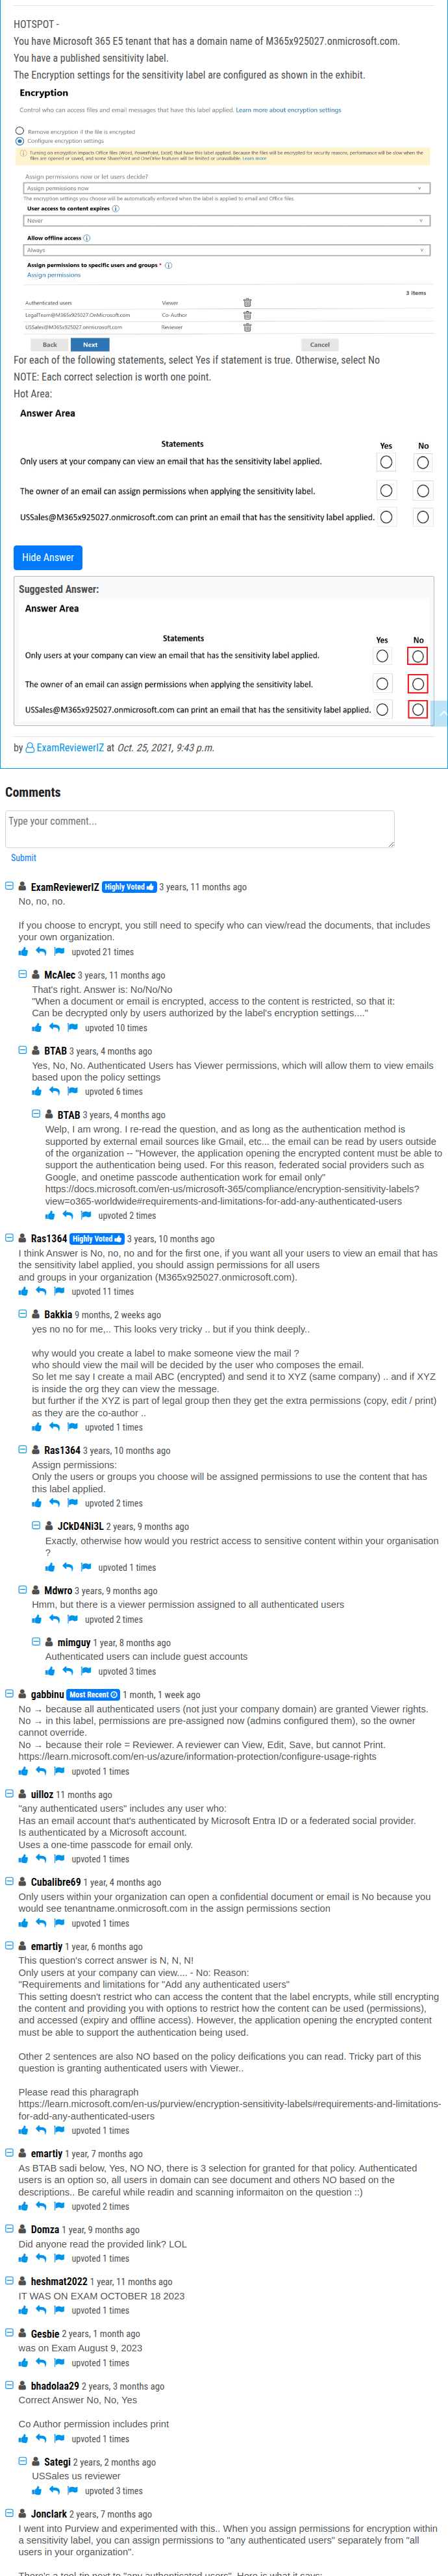 HOTSPOT -
You have Microsoft 365 E5 tenant that has a domain name of M365x925027.onmicrosoft.com.
You have a published sensitivity label.
The Encryption settings for the sensitivity label are configured as shown in the exhibit.
Encryption
Control who can access files and email messages that have this label applied. Learn more about encryption settings
Remove encryption if the file is encrypted
Configure encryption settings
Turning on encryption impacts Office files (Word, PowerPoint, Excel) that have this label applied. Because the files will be encrypted for security reasons, performance will be slow when the
files are opened or saved, and some SharePoint and OneDrive features will be limited or unavailable. Learn more
Assign permissions now or let users decide?
Assign permissions now
The encryption settings you choose will be automatically enforced when the label is applied to email and Office files.
User access to content expires
Never
Allow offline access
Always
Assign permissions to specific users and groups *
Assign permissions
3 items
Authenticated users Viewer
LegalTeam@M365x925027.OnMicrosoft.com Co-Author
USSales@M365x925027.onmicrosoft.com Reviewer
Back Next Cancel
For each of the following statements, select Yes if statement is true. Otherwise, select No
NOTE: Each correct selection is worth one point.
Hot Area:
Answer Area
Statements Yes No
Only users at your company can view an email that has the sensitivity label applied.
The owner of an email can assign permissions when applying the sensitivity label.
USSales@M365x925027.onmicrosoft.com can print an email that has the sensitivity label applied.
Hide Answer
Suggested Answer:
Answer Area
Statements Yes No
Only users at your company can view an email that has the sensitivity label applied.
The owner of an email can assign permissions when applying the sensitivity label.
USSales@M365x925027.onmicrosoft.com can print an email that has the sensitivity label applied.
by ExamReviewerIZ at Oct. 25, 2021, 9:43 p.m.
Comments
Type your comment...
Submit
ExamReviewerIZ Highly Voted 3 years, 11 months ago
No, no, no.
If you choose to encrypt, you still need to specify who can view/read the documents, that includes
your own organization.
upvoted 21 times
McAlec 3 years, 11 months ago
That's right. Answer is: No/No/No
"When a document or email is encrypted, access to the content is restricted, so that it:
Can be decrypted only by users authorized by the label's encryption settings...."
upvoted 10 times
BTAB 3 years, 4 months ago
Yes, No, No. Authenticated Users has Viewer permissions, which will allow them to view emails
based upon the policy settings
upvoted 6 times
BTAB 3 years, 4 months ago
Welp, I am wrong. I re-read the question, and as long as the authentication method is
supported by external email sources like Gmail, etc... the email can be read by users outside
of the organization -- "However, the application opening the encrypted content must be able to
support the authentication being used. For this reason, federated social providers such as
Google, and onetime passcode authentication work for email only"
https://docs.microsoft.com/en-us/microsoft-365/compliance/encryption-sensitivity-labels?
view=o365-worldwide#requirements-and-limitations-for-add-any-authenticated-users
upvoted 2 times
Ras1364 Highly Voted 3 years, 10 months ago
I think Answer is No, no, no and for the first one, if you want all your users to view an email that has
the sensitivity label applied, you should assign permissions for all users
and groups in your organization (M365x925027.onmicrosoft.com).
upvoted 11 times
Bakkia 9 months, 2 weeks ago
yes no no for me,.. This looks very tricky .. but if you think deeply..
why would you create a label to make someone view the mail ?
who should view the mail will be decided by the user who composes the email.
So let me say I create a mail ABC (encrypted) and send it to XYZ (same company) .. and if XYZ
is inside the org they can view the message.
but further if the XYZ is part of legal group then they get the extra permissions (copy, edit / print)
as they are the co-author ..
upvoted 1 times
Ras1364 3 years, 10 months ago
Assign permissions:
Only the users or groups you choose will be assigned permissions to use the content that has
this label applied.
upvoted 2 times
JCkD4Ni3L 2 years, 9 months ago
Exactly, otherwise how would you restrict access to sensitive content within your organisation
?
upvoted 1 times
Mdwro 3 years, 9 months ago
Hmm, but there is a viewer permission assigned to all authenticated users
upvoted 2 times
mimguy 1 year, 8 months ago
Authenticated users can include guest accounts
upvoted 3 times
gabbinu Most Recent 1 month, 1 week ago
No → because all authenticated users (not just your company domain) are granted Viewer rights.
No → in this label, permissions are pre-assigned now (admins configured them), so the owner
cannot override.
No → because their role = Reviewer. A reviewer can View, Edit, Save, but cannot Print.
https://learn.microsoft.com/en-us/azure/information-protection/configure-usage-rights
upvoted 1 times
uilloz 11 months ago
"any authenticated users" includes any user who:
Has an email account that's authenticated by Microsoft Entra ID or a federated social provider.
Is authenticated by a Microsoft account.
Uses a one-time passcode for email only.
upvoted 1 times
Cubalibre69 1 year, 4 months ago
Only users within your organization can open a confidential document or email is No because you
would see tenantname.onmicrosoft.com in the assign permissions section
upvoted 1 times
emartiy 1 year, 6 months ago
This question's correct answer is N, N, N!
Only users at your company can view.... - No: Reason:
"Requirements and limitations for "Add any authenticated users"
This setting doesn't restrict who can access the content that the label encrypts, while still encrypting
the content and providing you with options to restrict how the content can be used (permissions),
and accessed (expiry and offline access). However, the application opening the encrypted content
must be able to support the authentication being used.
Other 2 sentences are also NO based on the policy deifications you can read. Tricky part of this
question is granting authenticated users with Viewer..
Please read this pharagraph
https://learn.microsoft.com/en-us/purview/encryption-sensitivity-labels#requirements-and-limitations-
for-add-any-authenticated-users
upvoted 1 times
emartiy 1 year, 7 months ago
As BTAB sadi below, Yes, NO NO, there is 3 selection for granted for that policy. Authenticated
users is an option so, all users in domain can see document and others NO based on the
descriptions.. Be careful while readin and scanning informaiton on the question ::)
upvoted 2 times
Domza 1 year, 9 months ago
Did anyone read the provided link? LOL
upvoted 1 times
heshmat2022 1 year, 11 months ago
IT WAS ON EXAM OCTOBER 18 2023
upvoted 1 times
Gesbie 2 years, 1 month ago
was on Exam August 9, 2023
upvoted 1 times
bhadolaa29 2 years, 3 months ago
Correct Answer No, No, Yes
Co Author permission includes print
upvoted 1 times
Sategi 2 years, 2 months ago
USSales us reviewer
upvoted 3 times
Jonclark 2 years, 7 months ago
I went into Purview and experimented with this.. When you assign permissions for encryption within
a sensitivity label, you can assign permissions to "any authenticated users" separately from "all
users in your organization".
There's a tool-tip next to "any authenticated users". Here is what it says: